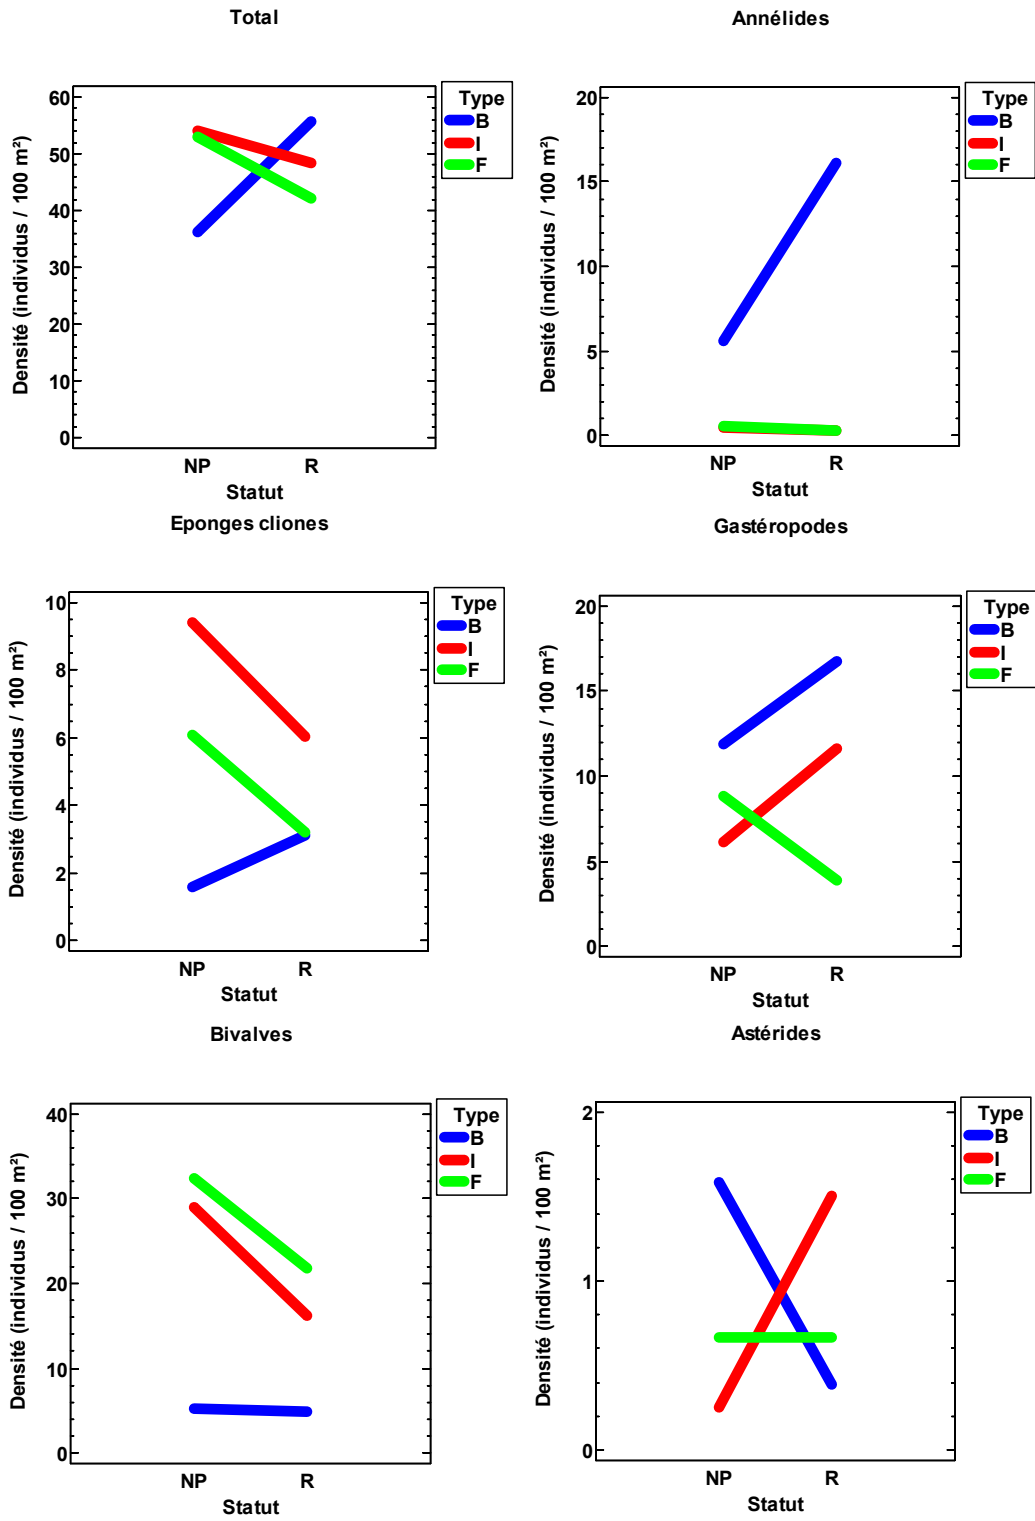 Total
Densité (individus / 100 m²)
60
50
40
30
20
10
0
NP R
Statut
Type
B
I
F
Annélides
Densité (individus / 100 m²)
20
15
10
5
0
NP R
Statut
Type
B
I
F
Eponges cliones
Densité (individus / 100 m²)
10
8
6
4
2
0
NP R
Statut
Type
B
I
F
Gastéropodes
Densité (individus / 100 m²)
20
15
10
5
0
NP R
Statut
Type
B
I
F
Bivalves
Densité (individus / 100 m²)
40
30
20
10
0
NP R
Statut
Type
B
I
F
Astérides
Densité (individus / 100 m²)
2
1
0
NP R
Statut
Type
B
I
F